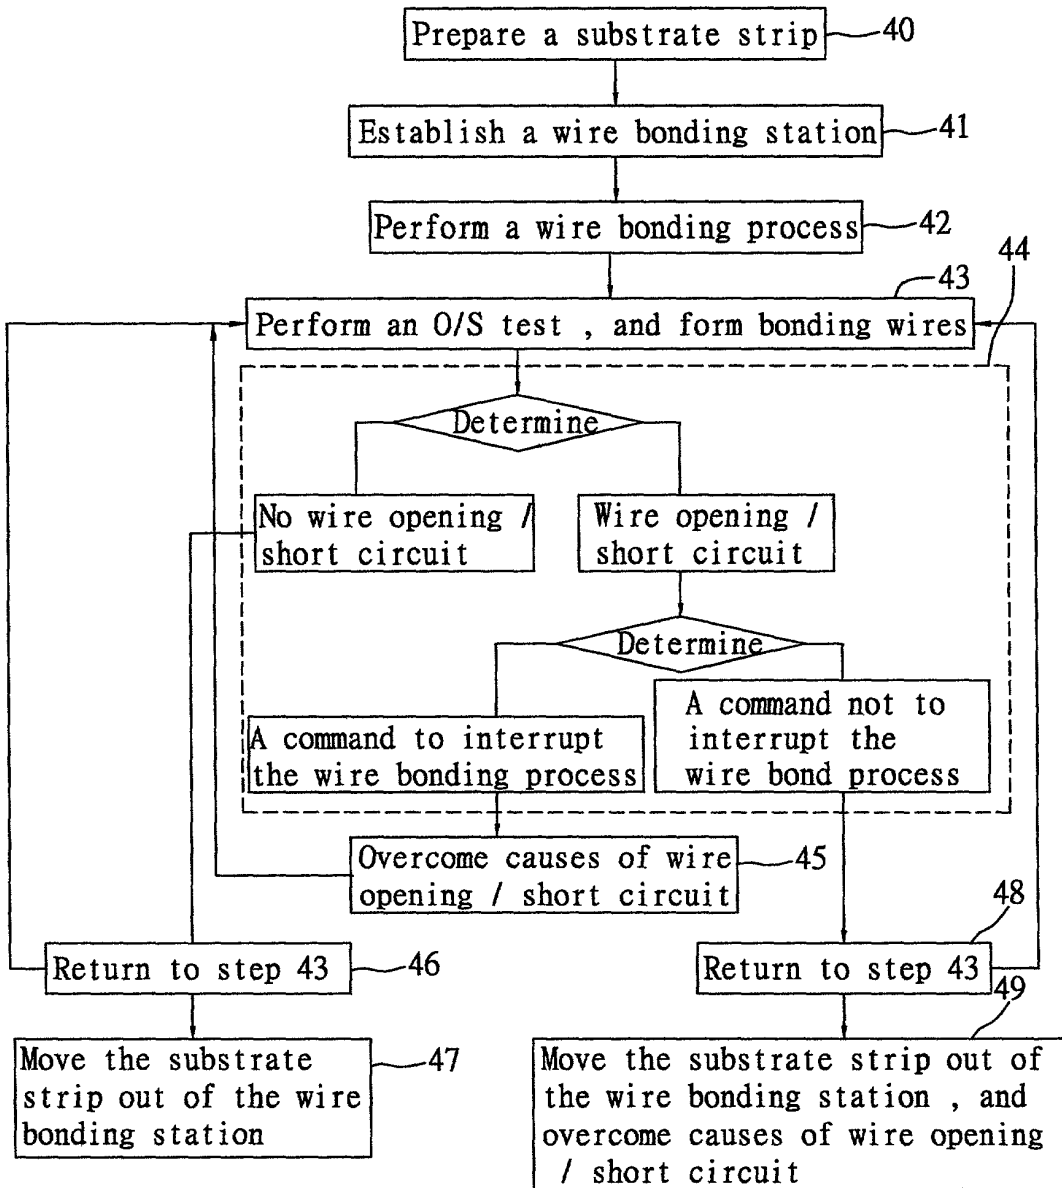 Prepare a substrate strip
40
Establish a wire bonding station
41
Perform a wire bonding process
42
44
43
Perform an O/S test , and form bonding wires
Determine
No wire opening /
short circuit
Wire opening /
short circuit
Determine
A command to interrupt
the wire bonding process
A command not to
interrupt the
wire bond process
Overcome causes of wire
opening / short circuit
45
48
Return to step 43
46
Return to step 43
49
Move the substrate
strip out of the wire
bonding station
47
Move the substrate strip out of
the wire bonding station , and
overcome causes of wire opening
/ short circuit